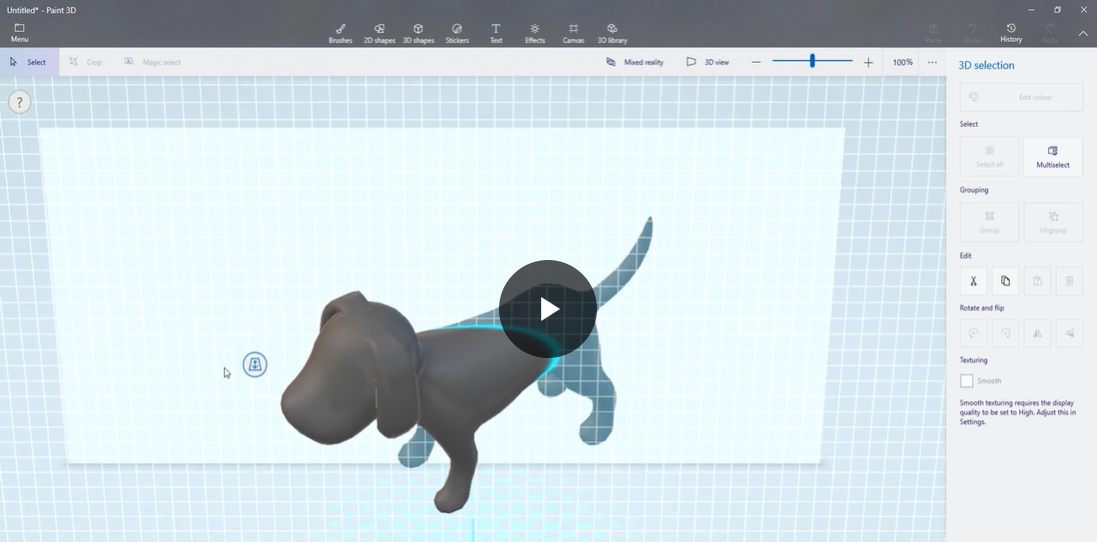 Untitled* - Paint 3D
Menu
Brushes
2D shapes
3D shapes
Stickers
Text
Effects
Canvas
3D library
Paste
Undo
History
Redo
Select
Crop
Magic select
Mixed reality
3D view
100%
?
3D selection
Edit colour
Select
Select all
Multiselect
Grouping
Group
Ungroup
Edit
Rotate and flip
Texturing
Smooth
Smooth texturing requires the display
quality to be set to High. Adjust this in
Settings.